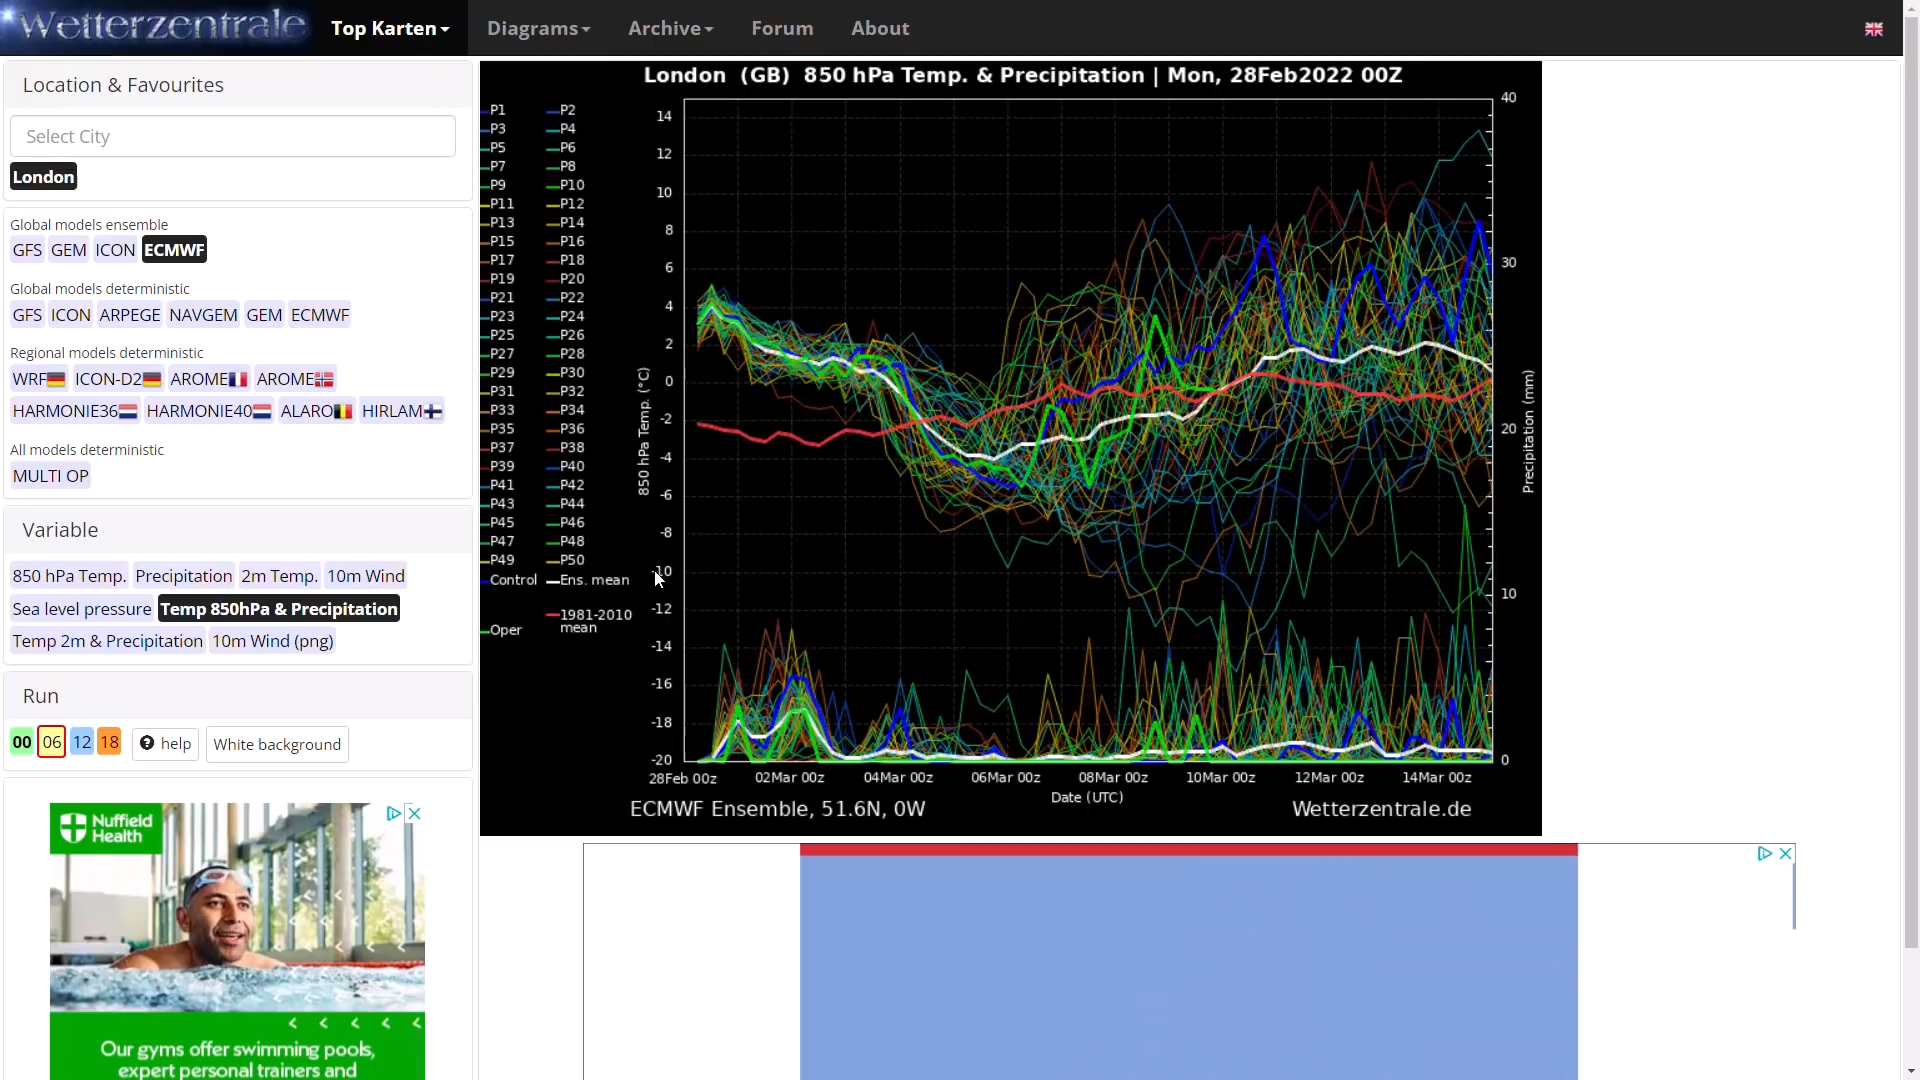 Wetterzentrale
Top Karten
Diagrams
Archive
Forum
About
Location & Favourites
Select City
London
Global models ensemble
GFS GEM ICON ECMWF
Global models deterministic
GFS ICON ARPEGE NAVGEM GEM ECMWF
Regional models deterministic
WRF ICON-D2 AROME AROME
HARMONIE36 HARMONIE40 ALARO HIRLAM
All models deterministic
MULTI OP
Variable
850 hPa Temp. Precipitation 2m Temp. 10m Wind
Sea level pressure Temp 850hPa & Precipitation
Temp 2m & Precipitation 10m Wind (png)
Run
00 06 12 18 help White background
Nuffield
Health
Our gyms offer swimming pools,
expert personal trainers and
London (GB) 850 hPa Temp. & Precipitation | Mon, 28Feb2022 00Z
P1 P2
P3 P4
P5 P6
P7 P8
P9 P10
P11 P12
P13 P14
P15 P16
P17 P18
P19 P20
P21 P22
P23 P24
P25 P26
P27 P28
P29 P30
P31 P32
P33 P34
P35 P36
P37 P38
P39 P40
P41 P42
P43 P44
P45 P46
P47 P48
P49 P50
Control Ens. mean
1981-2010
mean
Oper
850 hPa Temp. (°C)
14
12
10
8
6
4
2
0
-2
-4
-6
-8
-10
-12
-14
-16
-18
-20
40
30
20
10
0
Precipitation (mm)
28Feb 00z 02Mar 00z 04Mar 00z 06Mar 00z 08Mar 00z 10Mar 00z 12Mar 00z 14Mar 00z
Date (UTC)
ECMWF Ensemble, 51.6N, 0W
Wetterzentrale.de